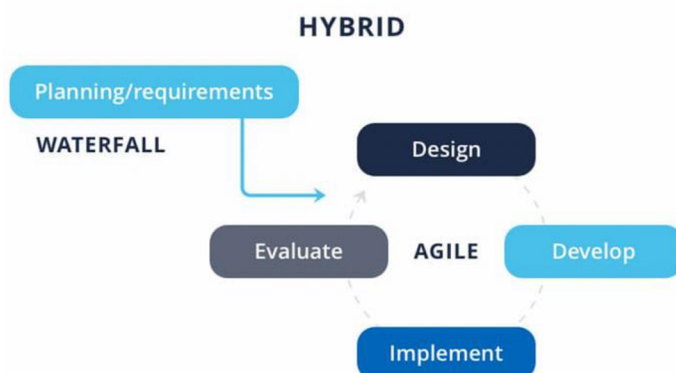 HYBRID
Planning/requirements
WATERFALL
Design
Evaluate
AGILE
Develop
Implement